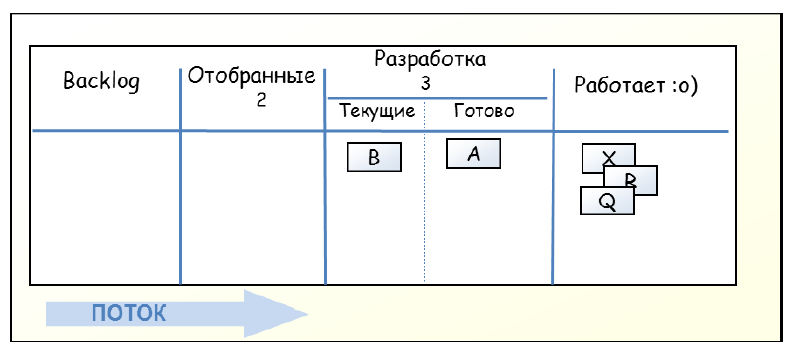 Backlog
Отобранные
2
Разработка
3
Текущие
Готово
Работает :о)
B
A
X
R
Q
ПОТОК